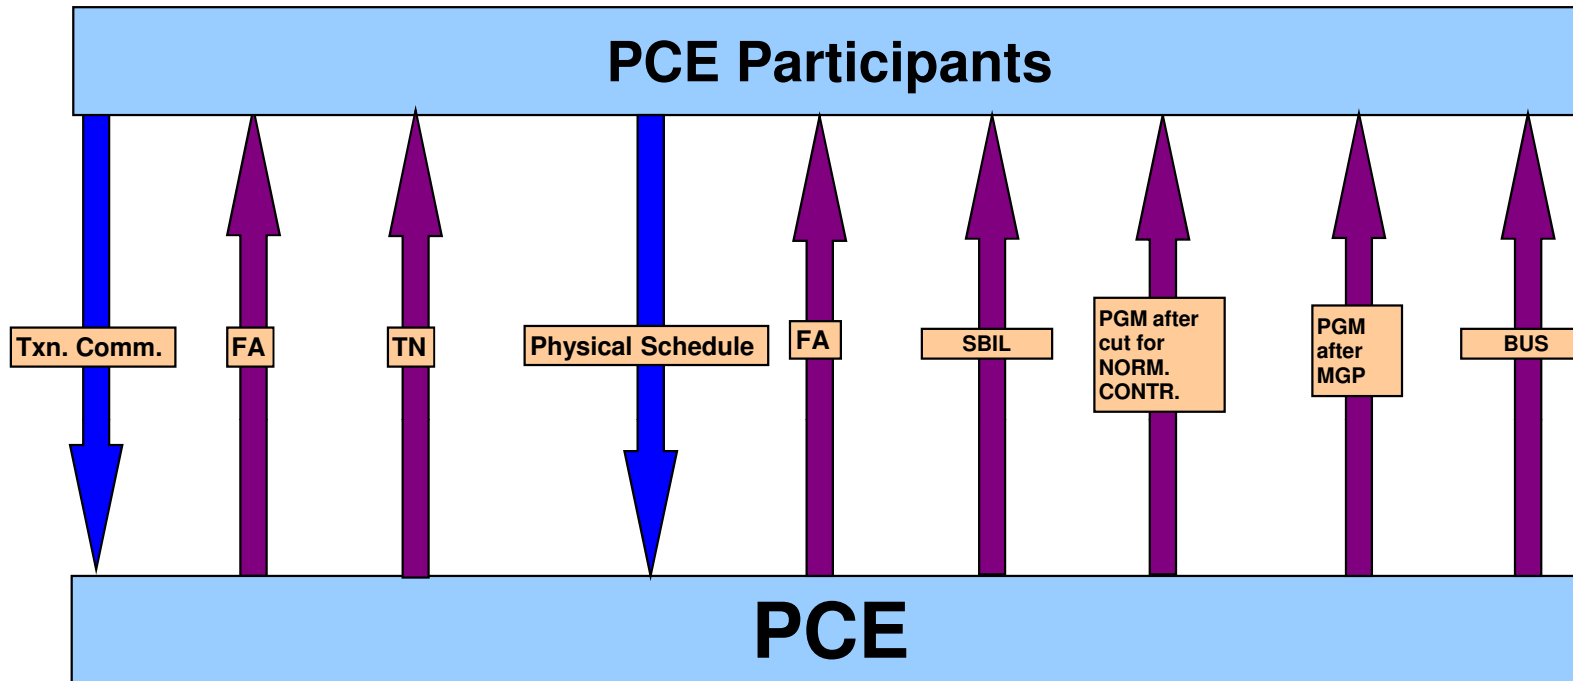 PCE Participants
Txn. Comm.
FA
TN
Physical Schedule
FA
SBIL
PGM after
cut for
NORM.
CONTR.
PGM
after
MGP
BUS
PCE